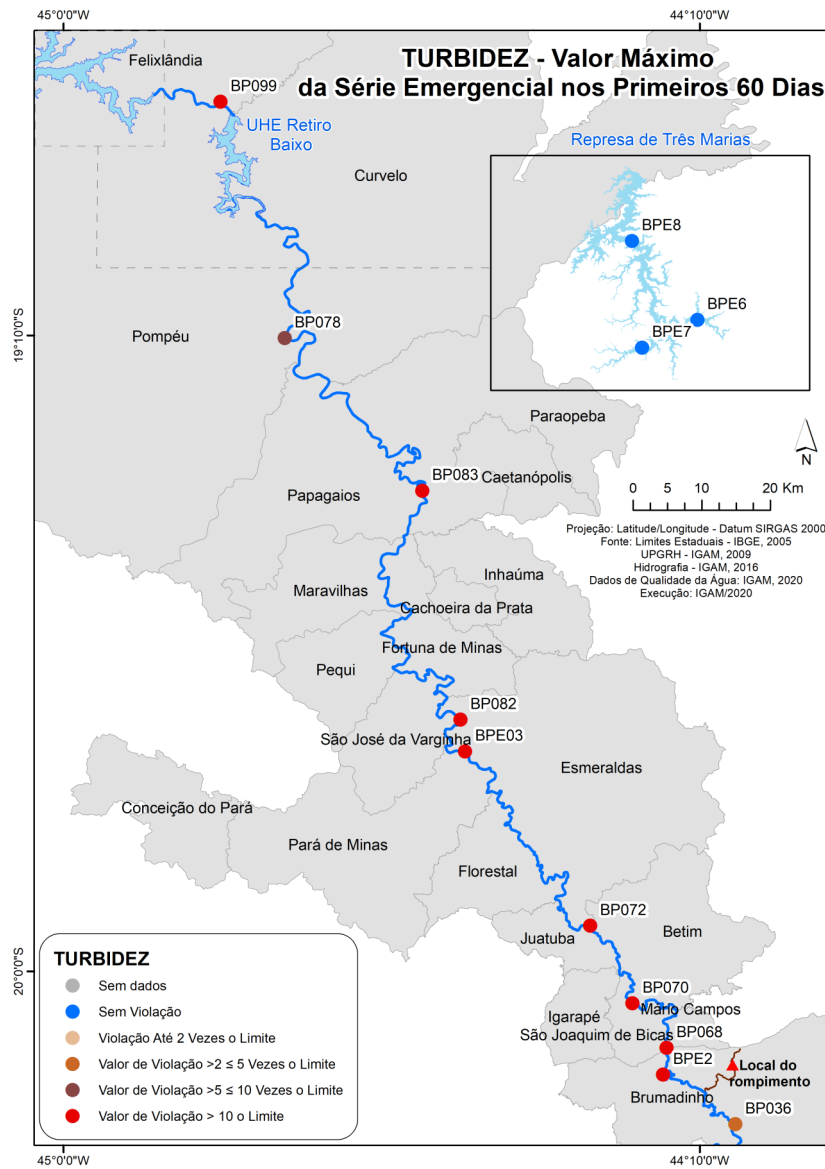 45°0'0"W
44°10'0"W
TURBIDEZ - Valor Máximo
da Série Emergencial nos Primeiros 60 Dias
Felixlândia
BP099
UHE Retiro
Baixo
Curvelo
Represa de Três Marias
BPE8
BPE6
BPE7
19°10'0"S
Pompéu
BP078
Paraopeba
N
BP083
Caetanópolis
Papagaios
0 5 10 20 Km
Projeção: Latitude/Longitude - Datum SIRGAS 2000
Fonte: Limites Estaduais - IBGE, 2005
UPGRH - IGAM, 2009
Hidrografia - IGAM, 2016
Dados de Qualidade da Água: IGAM, 2020
Execução: IGAM/2020
Inhaúma
Maravilhas
Cachoeira da Prata
Fortuna de Minas
Pequi
BP082
São José da Varginha
BPE03
Esmeraldas
Conceição do Pará
Pará de Minas
Florestal
BP072
Juatuba
Betim
20°0'0"S
BP070
Mário Campos
Igarapé
São Joaquim de Bicas
BP068
BPE2
Local do
rompimento
Brumadinho
BP036
TURBIDEZ
Sem dados
Sem Violação
Violação Até 2 Vezes o Limite
Valor de Violação >2 ≤ 5 Vezes o Limite
Valor de Violação >5 ≤ 10 Vezes o Limite
Valor de Violação > 10 o Limite
45°0'0"W
44°10'0"W